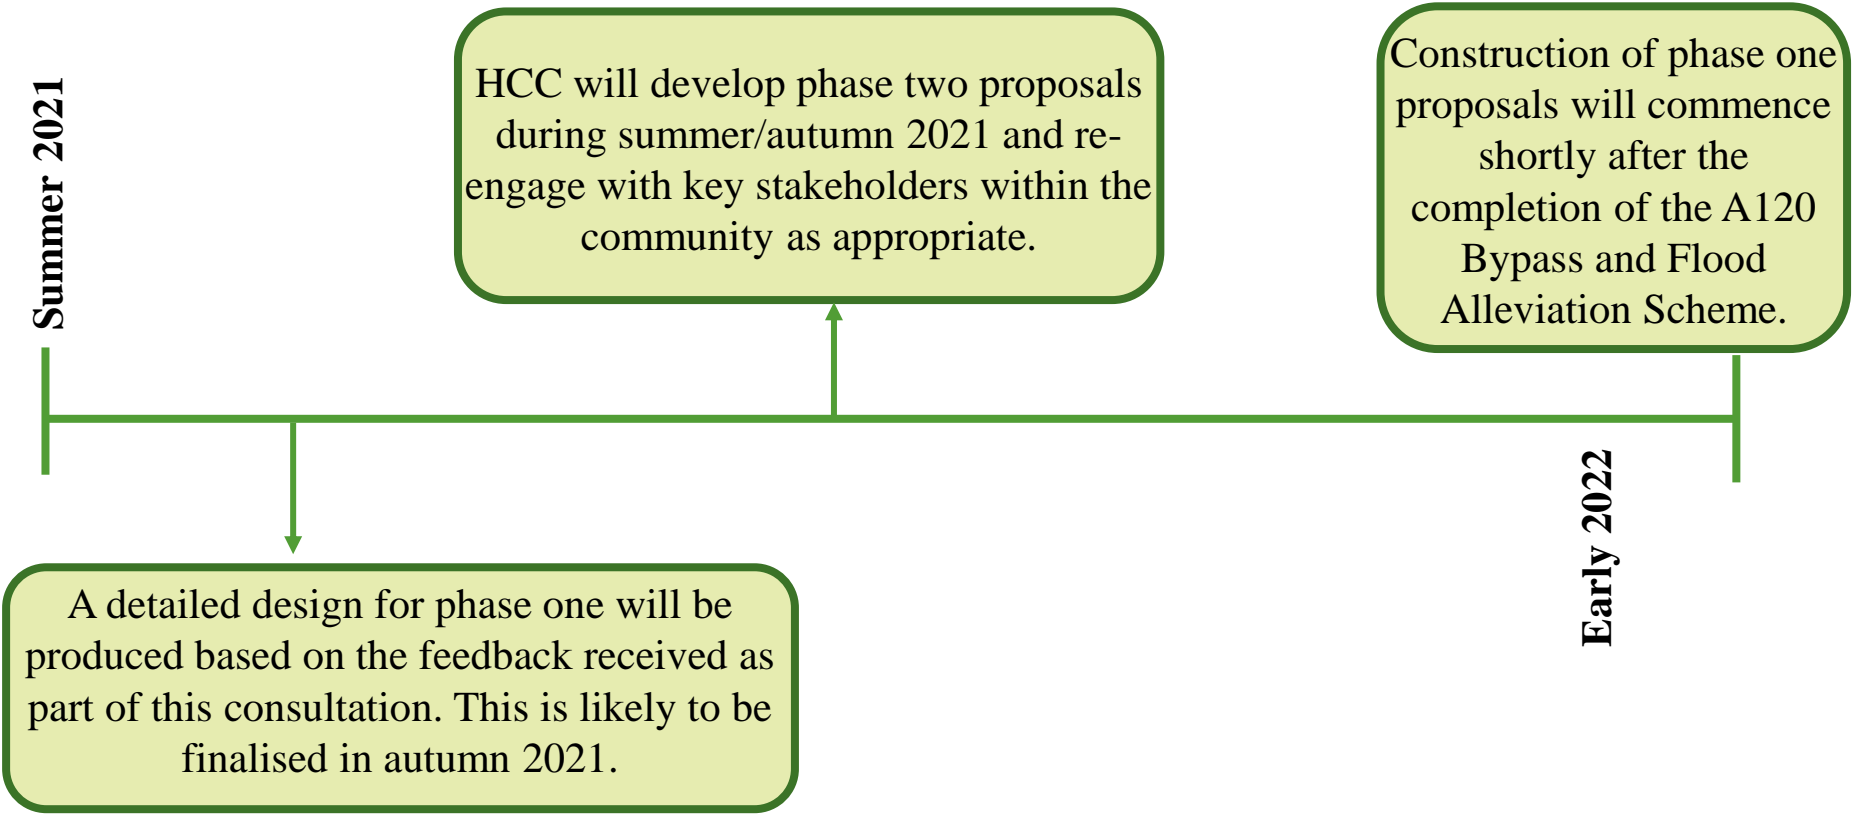 Summer 2021
HCC will develop phase two proposals
during summer/autumn 2021 and re-
engage with key stakeholders within the
community as appropriate.
Construction of phase one
proposals will commence
shortly after the
completion of the A120
Bypass and Flood
Alleviation Scheme.
A detailed design for phase one will be
produced based on the feedback received as
part of this consultation. This is likely to be
finalised in autumn 2021.
Early 2022